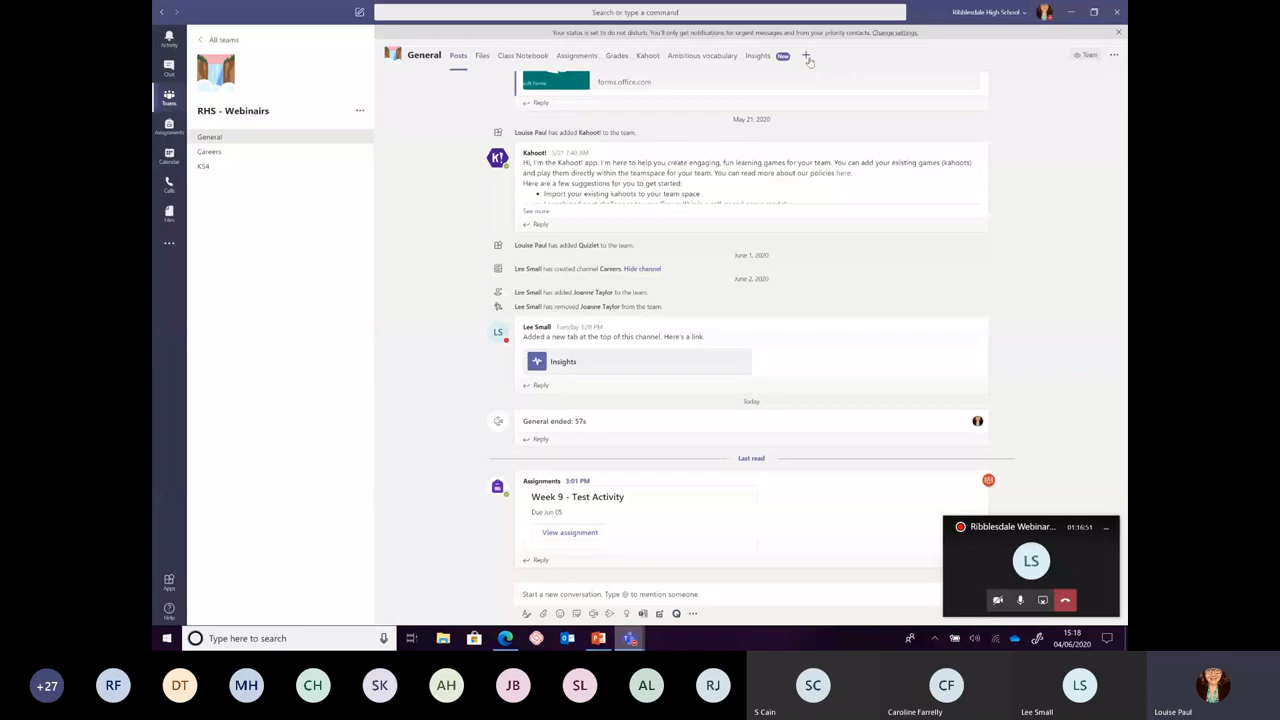 Search or type a command
Ribblesdale High School
Your status is set to do not disturb. You'll only get notifications for urgent messages and from your priority contacts. Change settings.
Activity
Chat
Teams
Assignments
Calendar
Calls
Files
Apps
Help
All teams
RHS - Webinairs
General
Careers
KS4
General Posts Files Class Notebook Assignments Grades Kahoot Ambitious vocabulary Insights New
Team
forms.office.com
Reply
May 21, 2020
Louise Paul has added Kahoot! to the team.
K!
Kahoot! 5/21 7:40 AM
Hi, I'm the Kahoot! app. I'm here to help you create engaging, fun learning games for your team. You can add your existing games (kahoots)
and play them directly within the teamspace for your team. You can read more about our policies here.
Here are a few suggestions for you to get started:
Import your existing kahoots to your team space
See more
Reply
Louise Paul has added Quizlet to the team.
June 1, 2020
Lee Small has created channel Careers. Hide channel
June 2, 2020
Lee Small has added Joanne Taylor to the team.
Lee Small has removed Joanne Taylor from the team.
LS
Lee Small Tuesday 3:28 PM
Added a new tab at the top of this channel. Here's a link.
Insights
Reply
Today
General ended: 57s
Reply
Last read
Assignments 3:01 PM
Week 9 - Test Activity
Due Jun 05
View assignment
Reply
Start a new conversation. Type @ to mention someone.
Ribblesdale Webinar... 01:16:51
LS
Type here to search
15:18
04/06/2020
+27 RF DT MH CH SK AH JB SL AL RJ SC CF LS
S Cain Caroline Farrelly Lee Small Louise Paul